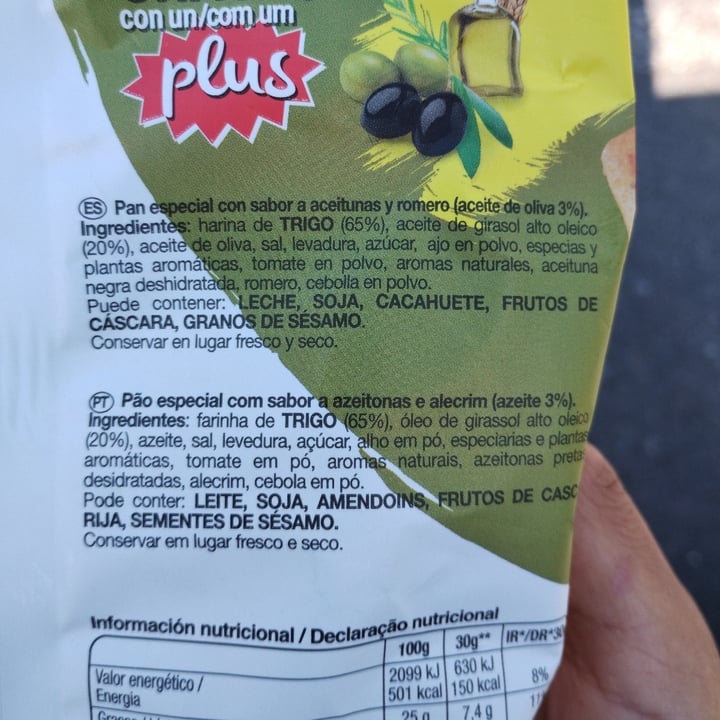 con un/com um
plus
ES Pan especial con sabor a aceitunas y romero (aceite de oliva 3%).
Ingredientes: harina de TRIGO (65%), aceite de girasol alto oleico
(20%), aceite de oliva, sal, levadura, azúcar, ajo en polvo, especias y
plantas aromáticas, tomate en polvo, aromas naturales, aceituna
negra deshidratada, romero, cebolla en polvo.
Puede contener: LECHE, SOJA, CACAHUETE, FRUTOS DE
CÁSCARA, GRANOS DE SÉSAMO.
Conservar en lugar fresco y seco.
PT Pão especial com sabor a azeitonas e alecrim (azeite 3%).
Ingredientes: farinha de TRIGO (65%), óleo de girassol alto oleico
(20%), azeite, sal, levedura, açúcar, alho em pó, especiarias e plantas
aromáticas, tomate em pó, aromas naturais, azeitonas pretas
desidratadas, alecrim, cebola em pó.
Pode conter: LEITE, SOJA, AMENDOINS, FRUTOS DE CASC
RIJA, SEMENTES DE SÉSAMO.
Conservar em lugar fresco e seco.
Información nutricional / Declaração nutricional
100g 30g** IR*/DR*
Valor energético / 2099 kJ 630 kJ
Energia 501 kcal 150 kcal 8%
25 g 7,4 g